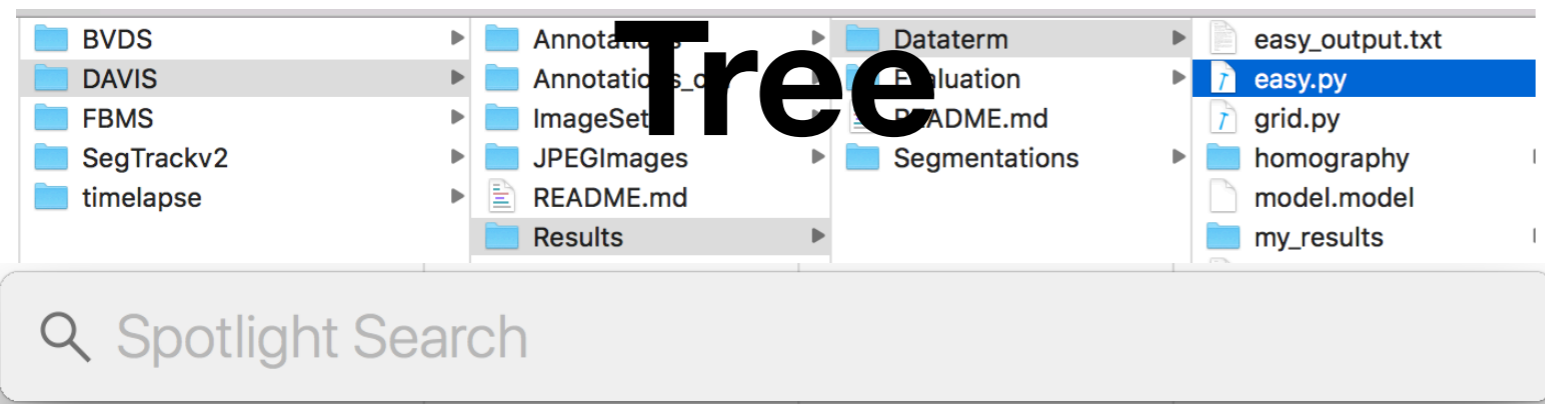 Tree
BVDS
DAVIS
FBMS
SegTrackv2
timelapse
Annotations
JPEGImages
README.md
Results
Dataterm
Evaluation
README.md
Segmentations
easy_output.txt
easy.py
grid.py
homography
model.model
my_results
Spotlight Search